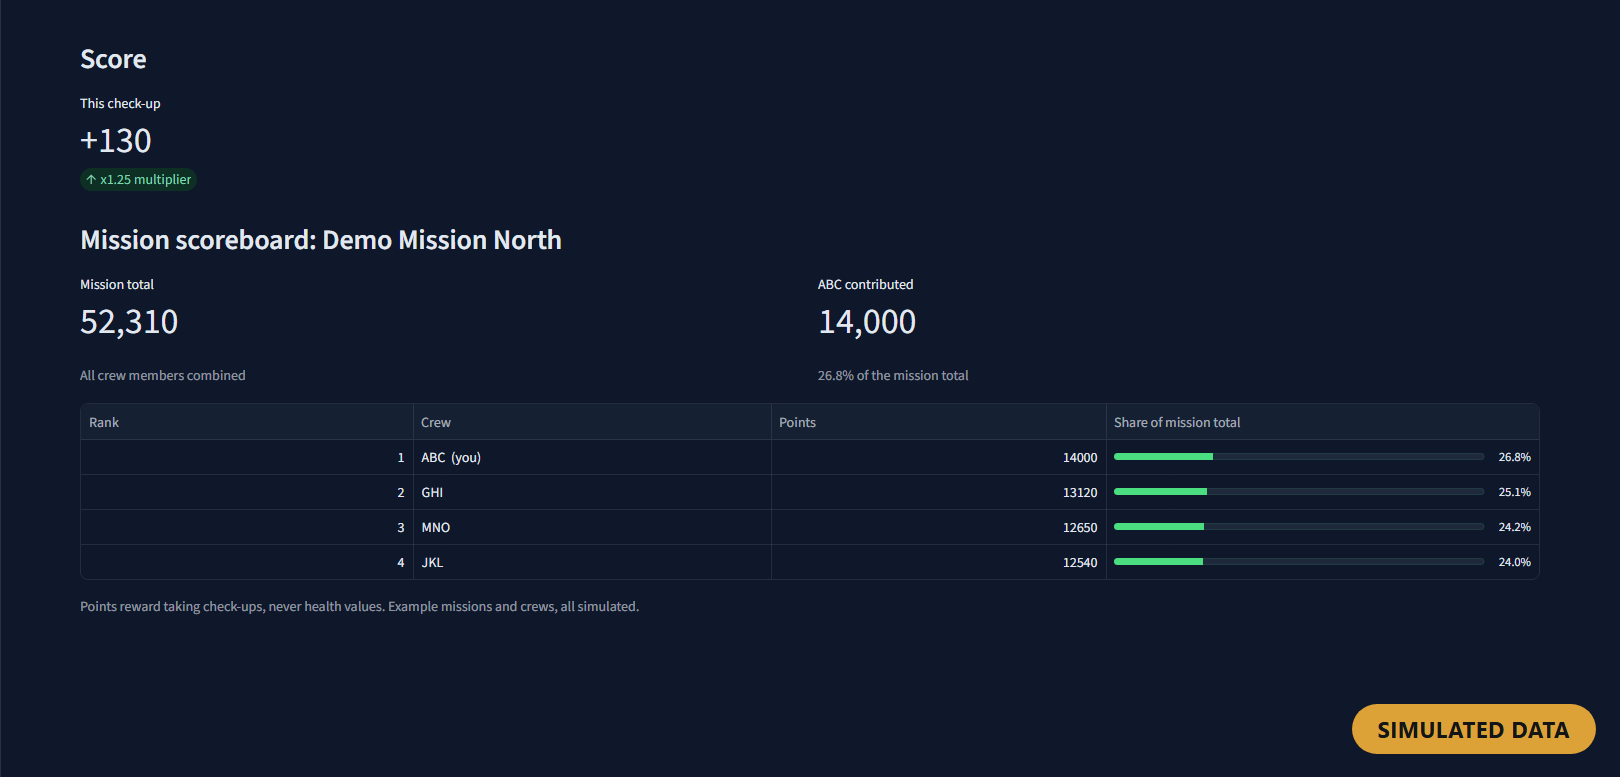 Score
This check-up
+130
↑ x1.25 multiplier
Mission scoreboard: Demo Mission North
Mission total
ABC contributed
52,310
14,000
All crew members combined
26.8% of the mission total
Rank Crew Points Share of mission total
1 ABC (you) 14000 26.8%
2 GHI 13120 25.1%
3 MNO 12650 24.2%
4 JKL 12540 24.0%
Points reward taking check-ups, never health values. Example missions and crews, all simulated.
SIMULATED DATA